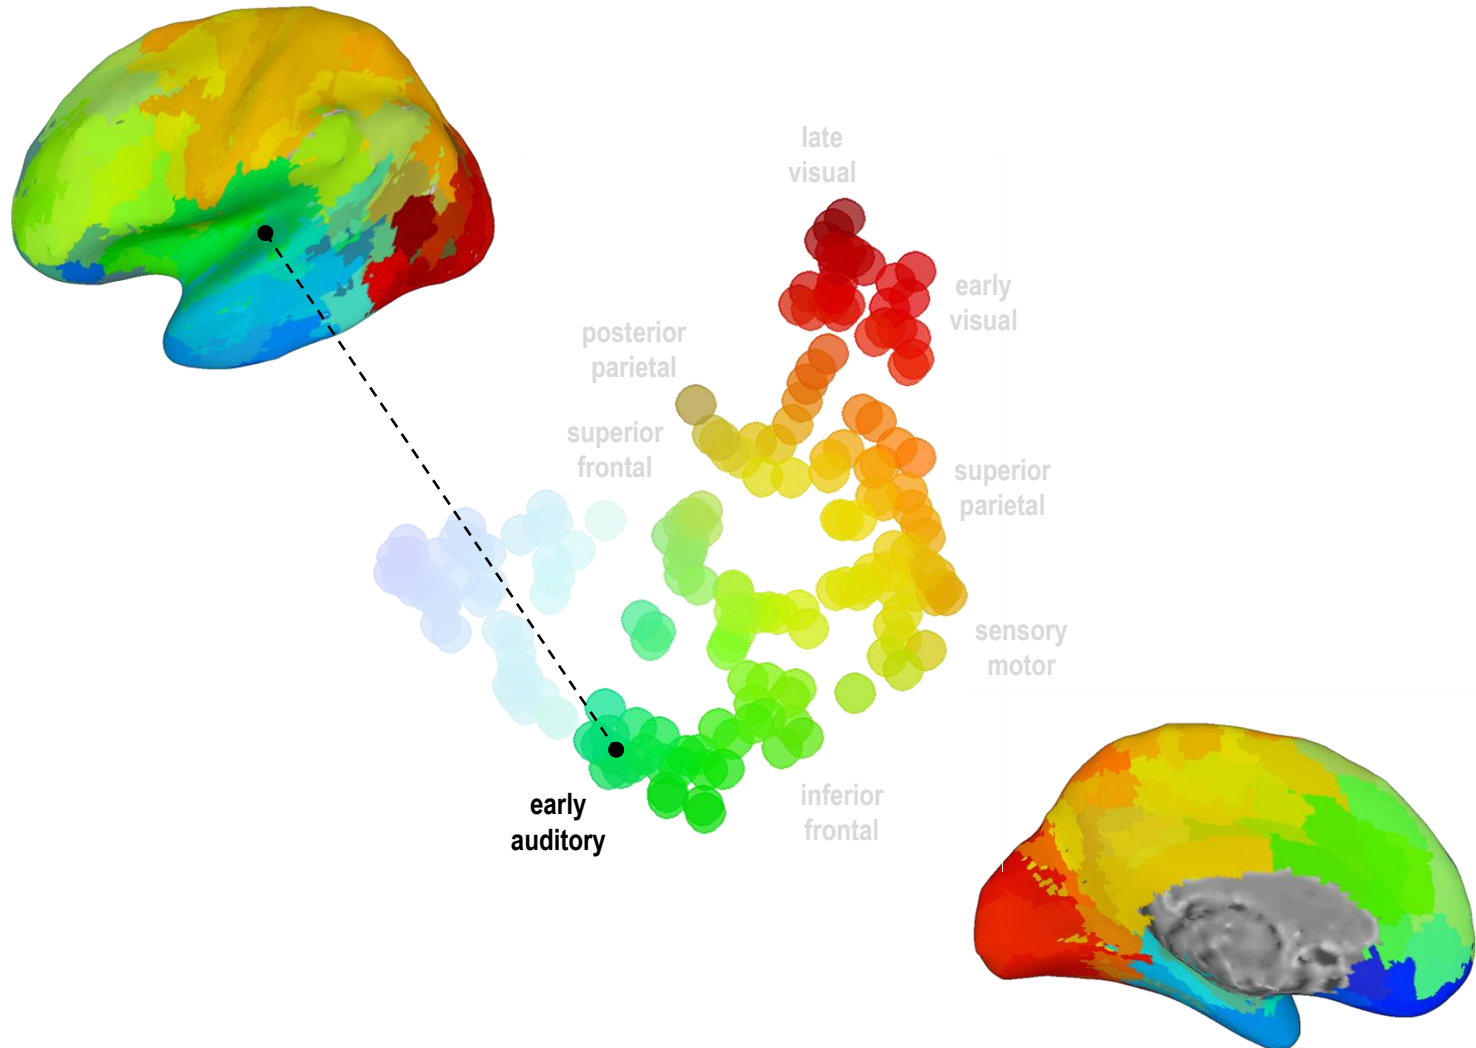 late
visual
early
visual
posterior
parietal
superior
frontal
superior
parietal
sensory
motor
early
auditory
inferior
frontal